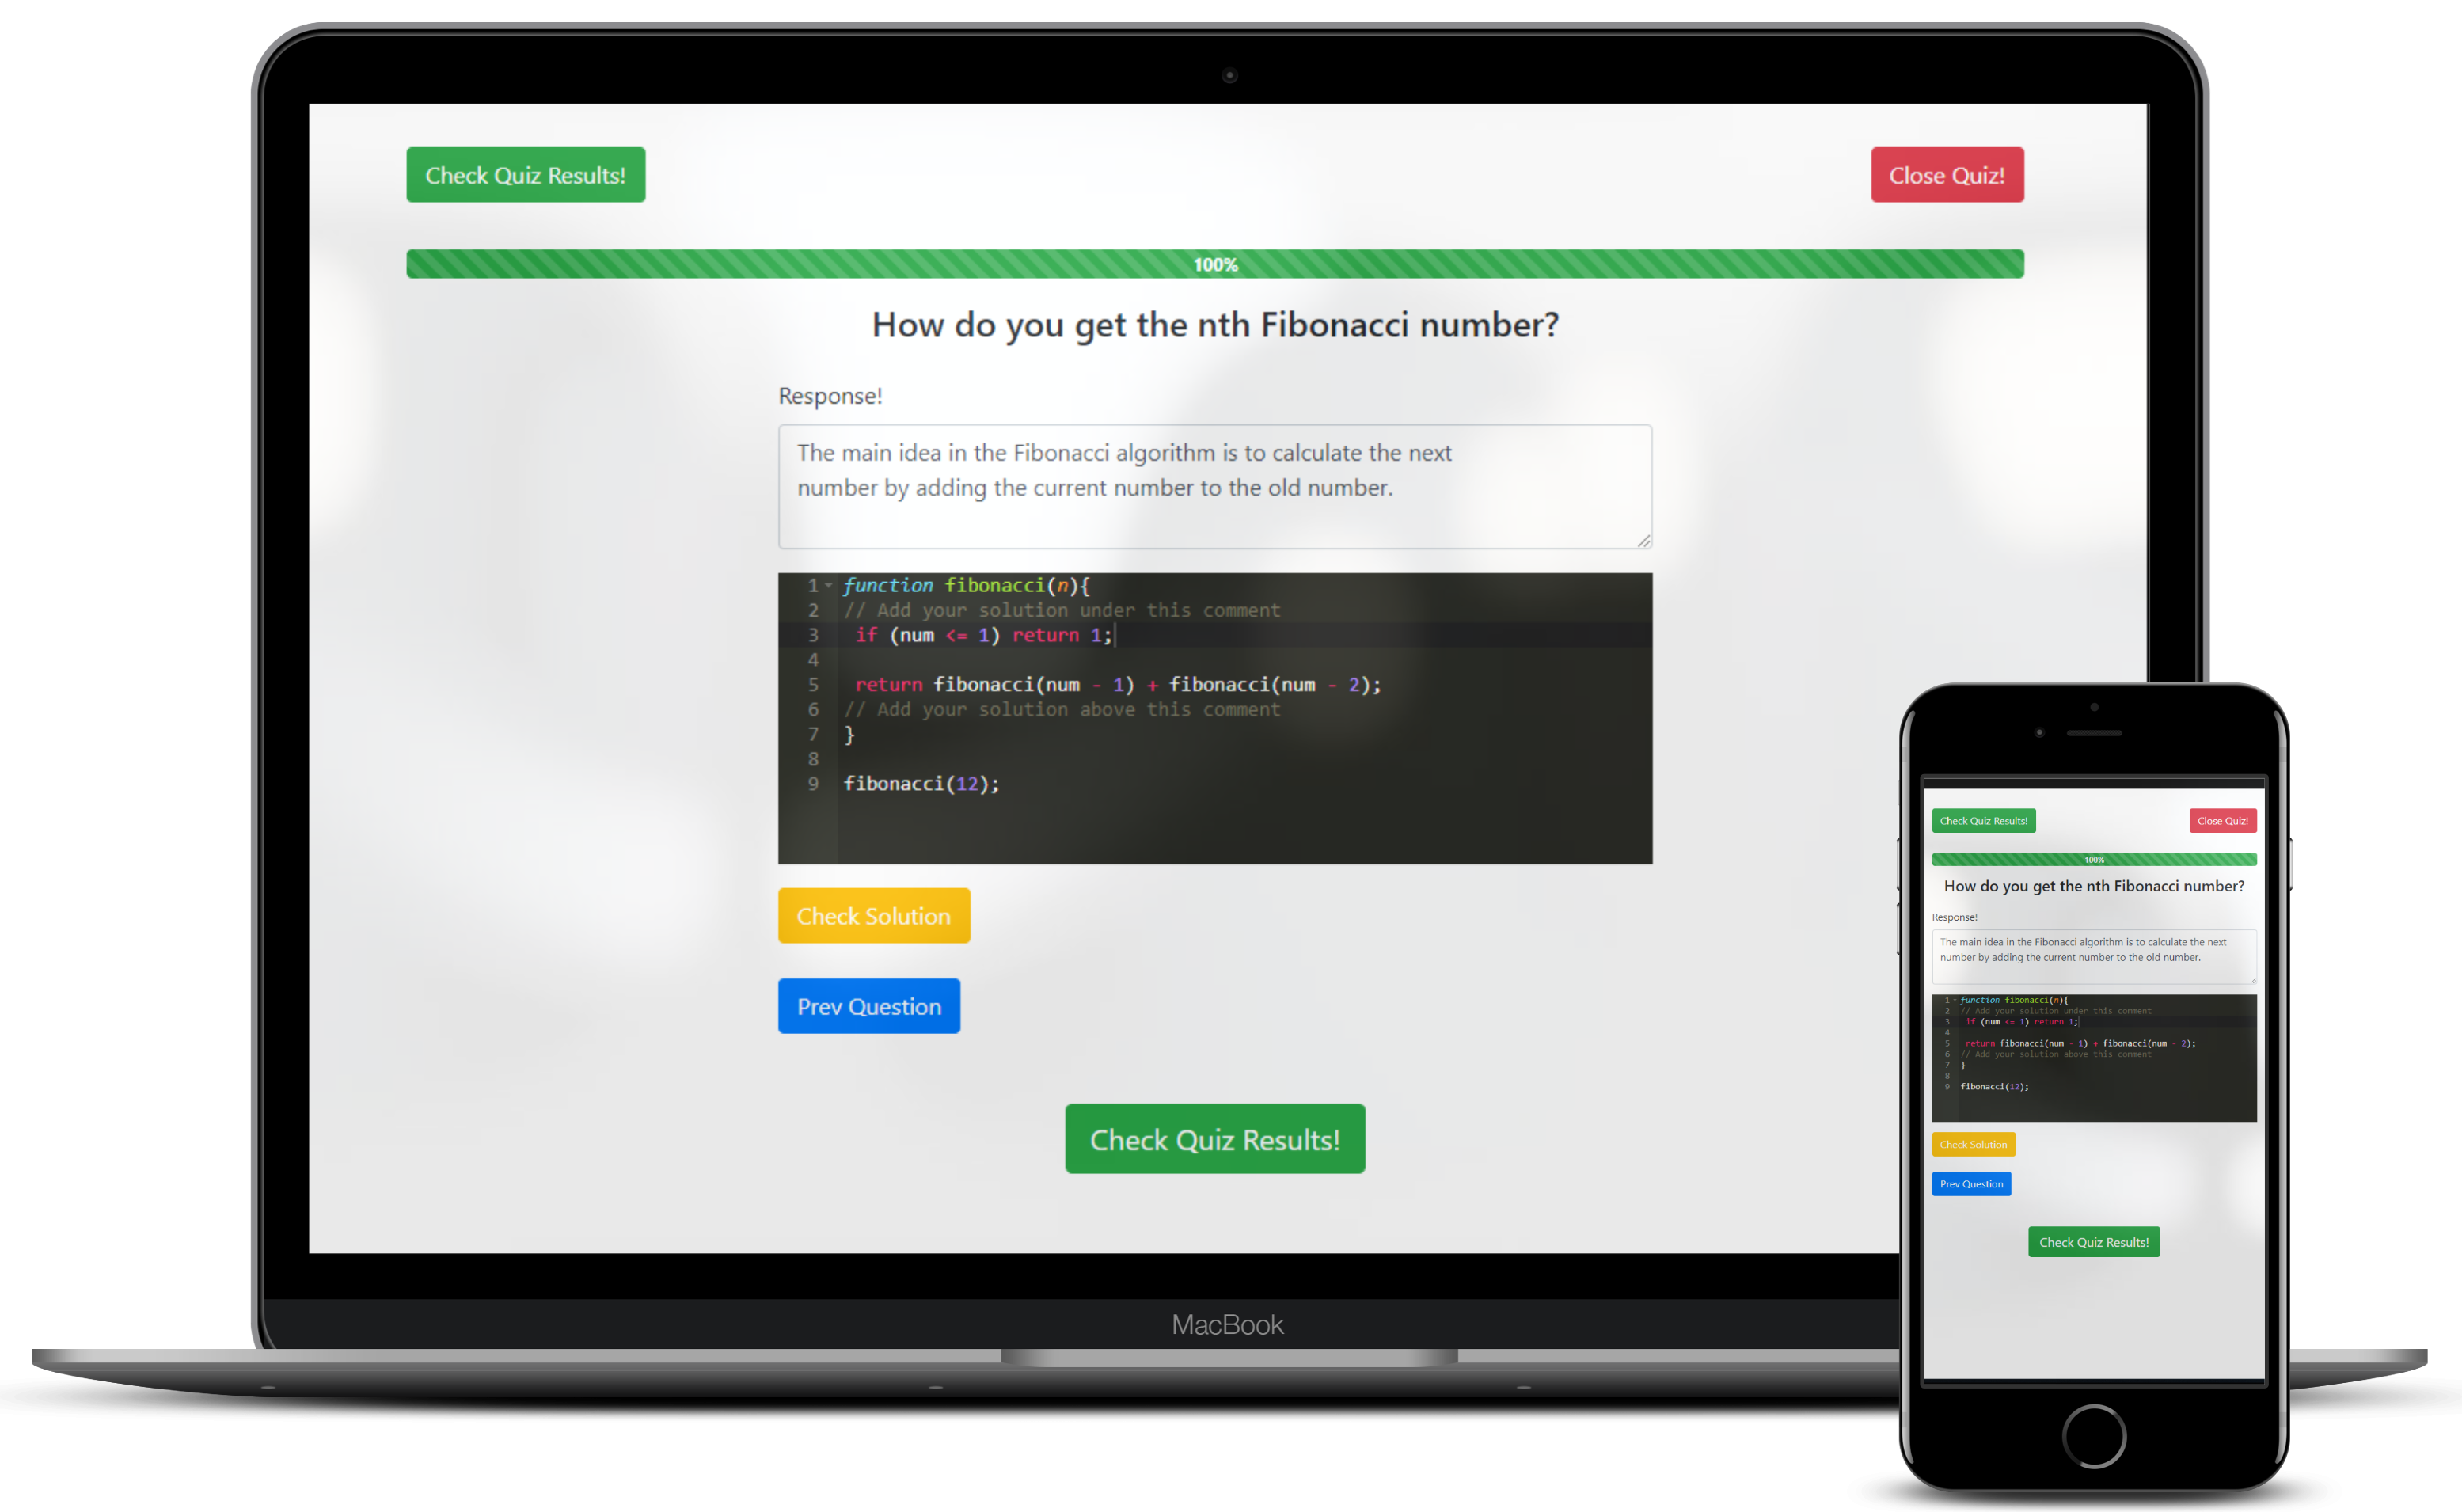 Check Quiz Results!
Close Quiz!
100%
How do you get the nth Fibonacci number?
Response!
The main idea in the Fibonacci algorithm is to calculate the next
number by adding the current number to the old number.
1 function fibonacci(n){
2 // Add your solution under this comment
3 if (num <= 1) return 1;
4
5 return fibonacci(num - 1) + fibonacci(num - 2);
6 // Add your solution above this comment
7 }
8
9 fibonacci(12);
Check Solution
Prev Question
Check Quiz Results!
MacBook
Check Quiz Results!
Close Quiz!
100%
How do you get the nth Fibonacci number?
Response!
The main idea in the Fibonacci algorithm is to calculate the next
number by adding the current number to the old number.
1 function fibonacci(n){
2 // Add your solution under this comment
3 if (num <= 1) return 1;
4
5 return fibonacci(num - 1) + fibonacci(num - 2);
6 // Add your solution above this comment
7 }
8
9 fibonacci(12);
Check Solution
Prev Question
Check Quiz Results!